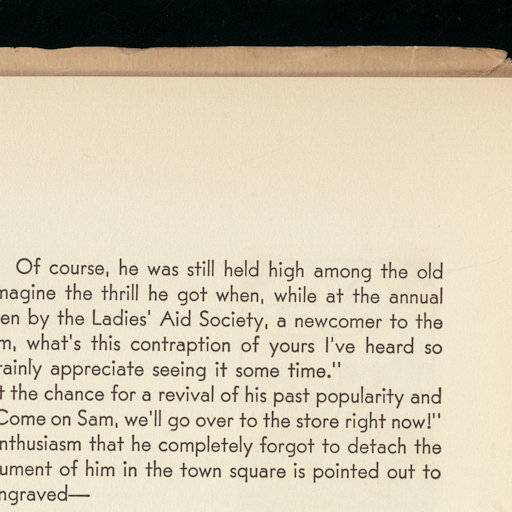 Of course, he was still held high among the old
magine the thrill he got when, while at the annual
en by the Ladies' Aid Society, a newcomer to the
m, what's this contraption of yours I've heard so
rainly appreciate seeing it some time."
t the chance for a revival of his past popularity and
Come on Sam, we'll go over to the store right now!"
nthusiasm that he completely forgot to detach the
ument of him in the town square is pointed out to
ngraved—